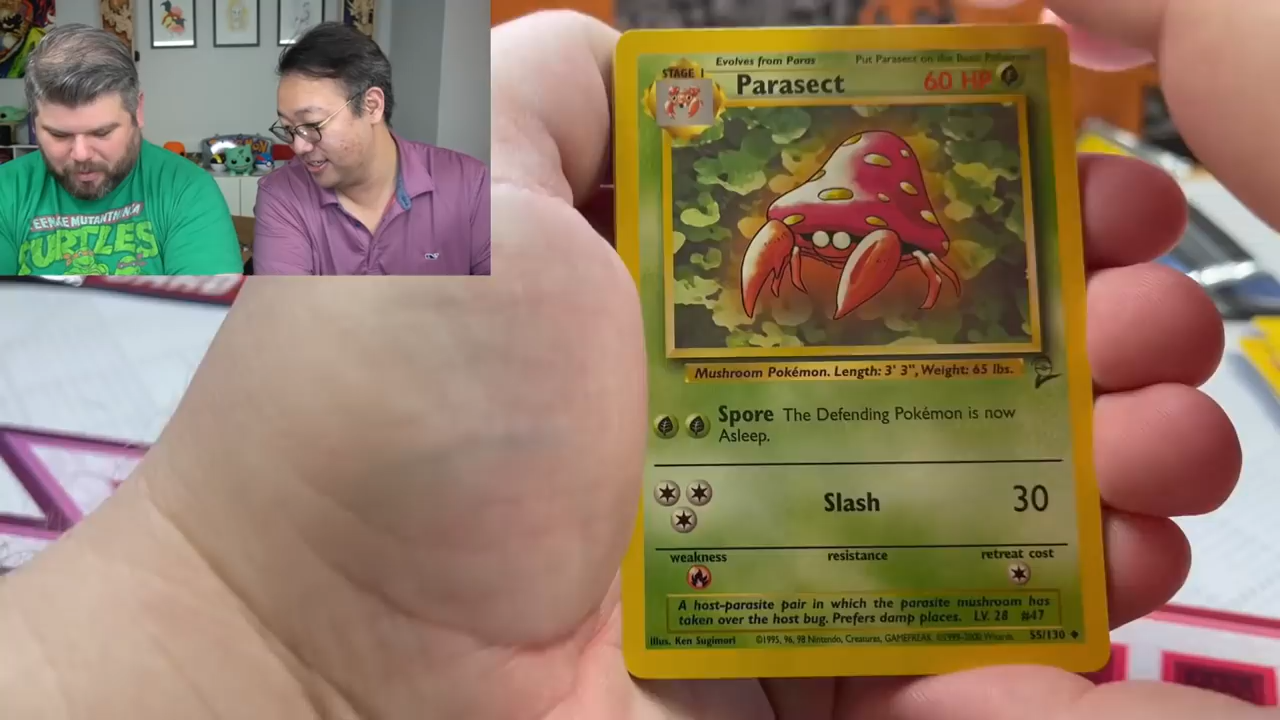 TEENAGE MUTANT NINJA
TURTLES
Evolves from Paras
Put Parasect on the Basic Pokémon
STAGE 1
Parasect
60 HP
Mushroom Pokémon. Length: 3' 3", Weight: 65 lbs.
Spore The Defending Pokémon is now
Asleep.
Slash 30
weakness
resistance
retreat cost
A host-parasite pair in which the parasite mushroom has
taken over the host bug. Prefers damp places. LV. 28 #47
Illus. Ken Sugimori
©1995, 96, 98 Nintendo, Creatures, GAMEFREAK. ©1999-2000 Wizards.
55/130